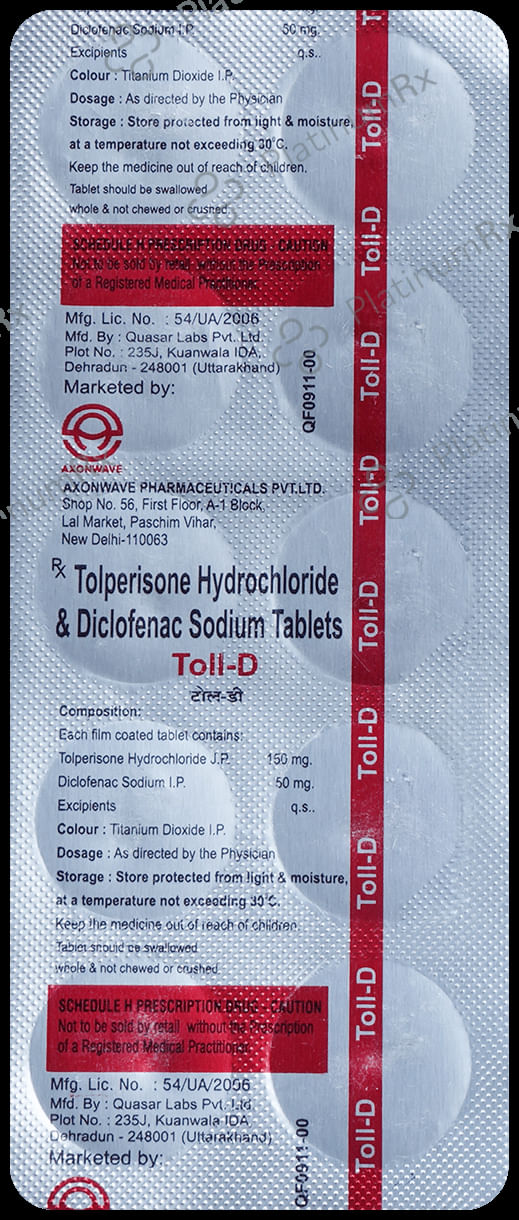 Diclofenac Sodium I.P. 50 mg.
Excipients q.s..
Colour : Titanium Dioxide I.P.
Dosage : As directed by the Physician
Storage : Store protected from light & moisture,
at a temperature not exceeding 30°C.
Keep the medicine out of reach of children.
Tablet should be swallowed
whole & not chewed or crushed.
SCHEDULE H PRESCRIPTION DRUG - CAUTION
Not to be sold by retail without the Prescription
of a Registered Medical Practitioner.
Mfg. Lic. No. : 54/UA/2006
Mfd. By : Quasar Labs Pvt. Ltd.
Plot No. : 235J, Kuanwala IDA,
Dehradun - 248001 (Uttarakhand)
Marketed by:
QF0911-00
AXONWAVE
AXONWAVE PHARMACEUTICALS PVT.LTD.
Shop No. 56, First Floor, A-1 Block,
Lal Market, Paschim Vihar,
New Delhi-110063
Rx Tolperisone Hydrochloride
& Diclofenac Sodium Tablets
Toll-D
टोल-डी
Composition:
Each film coated tablet contains:
Tolperisone Hydrochloride J.P. 150 mg.
Diclofenac Sodium I.P. 50 mg.
Excipients q.s..
Colour : Titanium Dioxide I.P.
Dosage : As directed by the Physician
Storage : Store protected from light & moisture,
at a temperature not exceeding 30°C.
Keep the medicine out of reach of children.
Tablet should be swallowed
whole & not chewed or crushed.
SCHEDULE H PRESCRIPTION DRUG - CAUTION
Not to be sold by retail without the Prescription
of a Registered Medical Practitioner.
Mfg. Lic. No. : 54/UA/2006
Mfd. By : Quasar Labs Pvt. Ltd.
Plot No. : 235J, Kuanwala IDA,
Dehradun - 248001 (Uttarakhand)
Marketed by:
QF0911-00
Toll-D
Toll-D
Toll-D
Toll-D
Toll-D
Toll-D
Toll-D
Toll-D
Toll-D
PlatinumRx
PlatinumRx